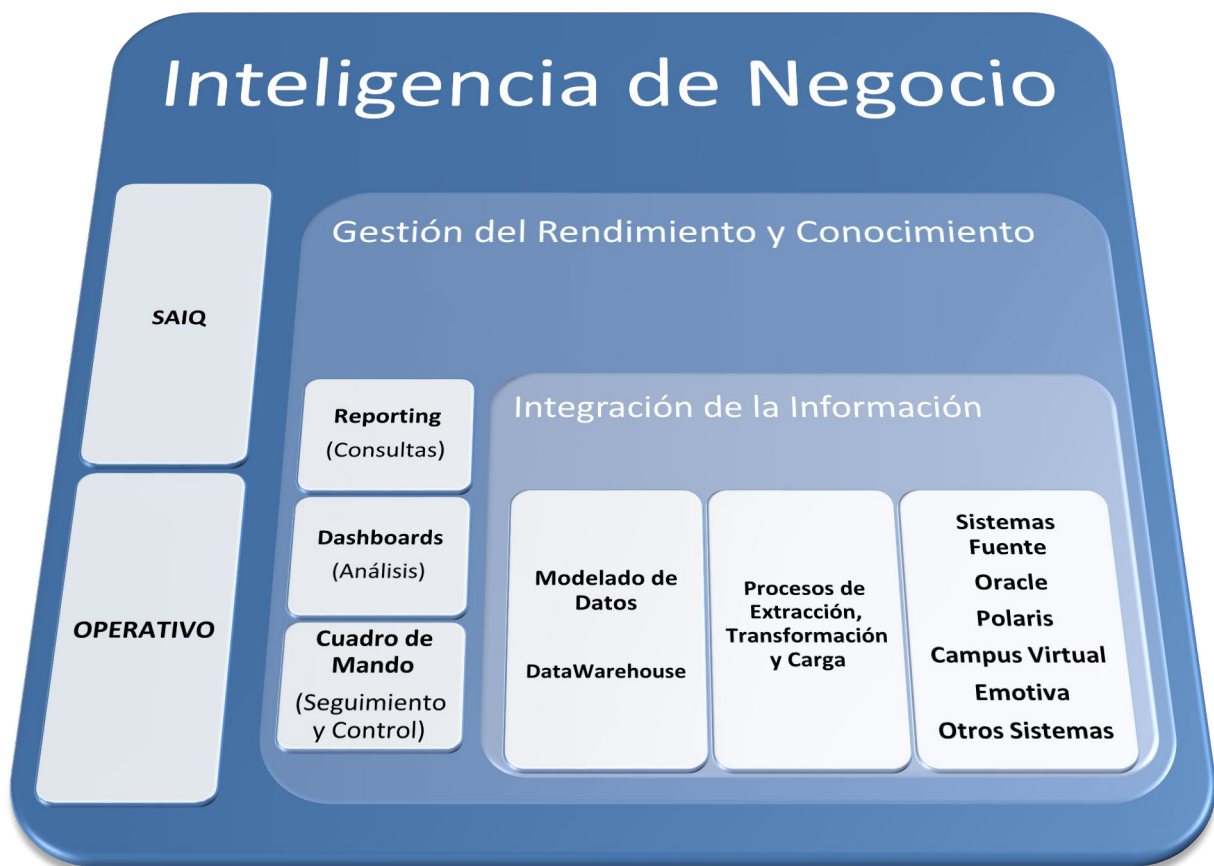 Inteligencia de Negocio
SAIQ
OPERATIVO
Gestión del Rendimiento y Conocimiento
Reporting
(Consultas)
Dashboards
(Análisis)
Cuadro de
Mando
(Seguimiento
y Control)
Integración de la Información
Modelado de
Datos
DataWarehouse
Procesos de
Extracción,
Transformación
y Carga
Sistemas
Fuente
Oracle
Polaris
Campus Virtual
Emotiva
Otros Sistemas